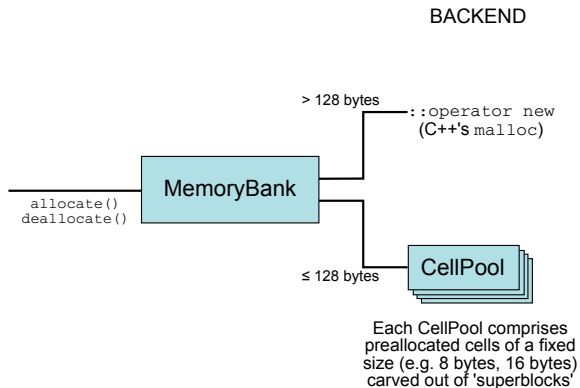 BACKEND
> 128 bytes
::operator new
(C++'s malloc)
MemoryBank
allocate()
deallocate()
≤ 128 bytes
CellPool
Each CellPool comprises
preallocated cells of a fixed
size (e.g. 8 bytes, 16 bytes)
carved out of 'superblocks'